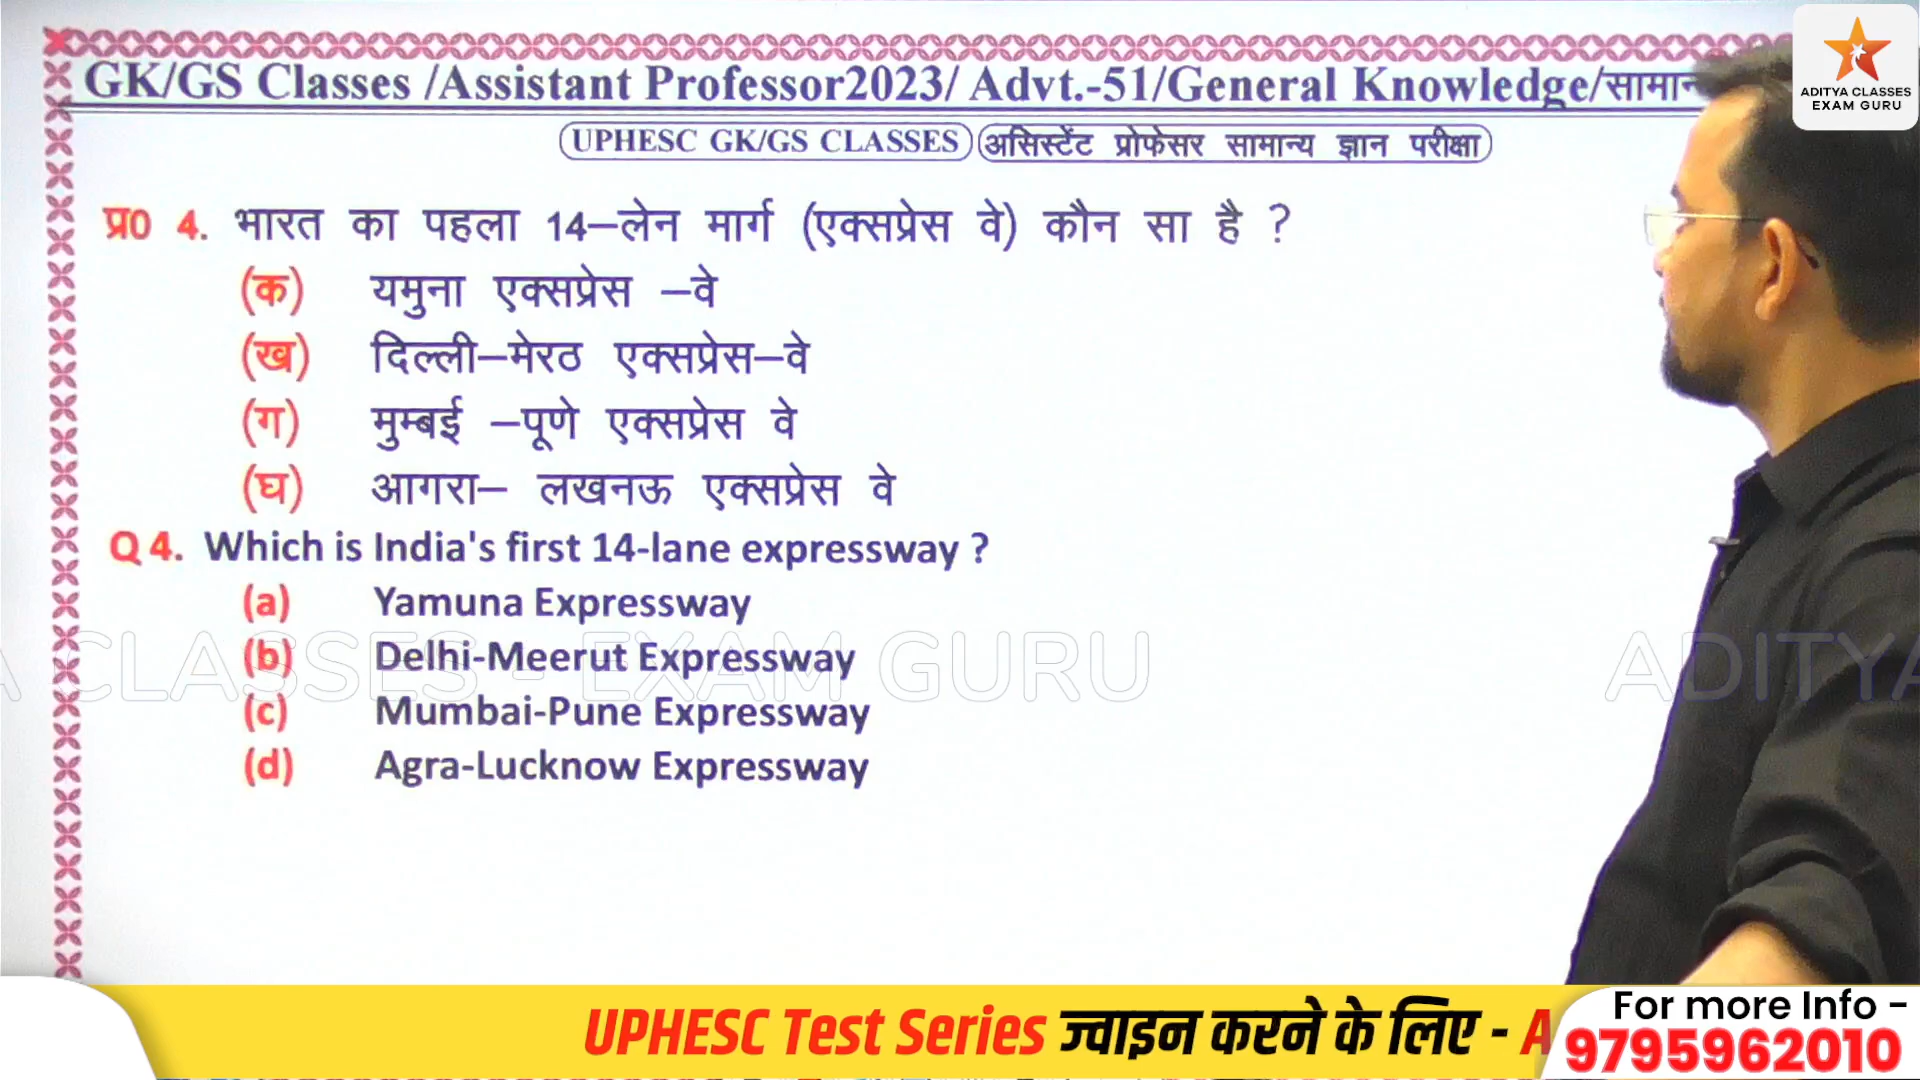 GK/GS Classes /Assistant Professor2023/ Advt.-51/General Knowledge/सामान
ADITYA CLASSES
EXAM GURU
UPHESC GK/GS CLASSES असिस्टेंट प्रोफेसर सामान्य ज्ञान परीक्षा
प्र0 4. भारत का पहला 14–लेन मार्ग (एक्सप्रेस वे) कौन सा है ?
(क) यमुना एक्सप्रेस –वे
(ख) दिल्ली–मेरठ एक्सप्रेस–वे
(ग) मुम्बई –पूणे एक्सप्रेस वे
(घ) आगरा– लखनऊ एक्सप्रेस वे
Q 4. Which is India's first 14-lane expressway ?
(a) Yamuna Expressway
A CLASSES - EXAM GURU ADITYA
(b) Delhi-Meerut Expressway
(c) Mumbai-Pune Expressway
(d) Agra-Lucknow Expressway
UPHESC Test Series ज्वाइन करने के लिए - A
For more Info -
9795962010